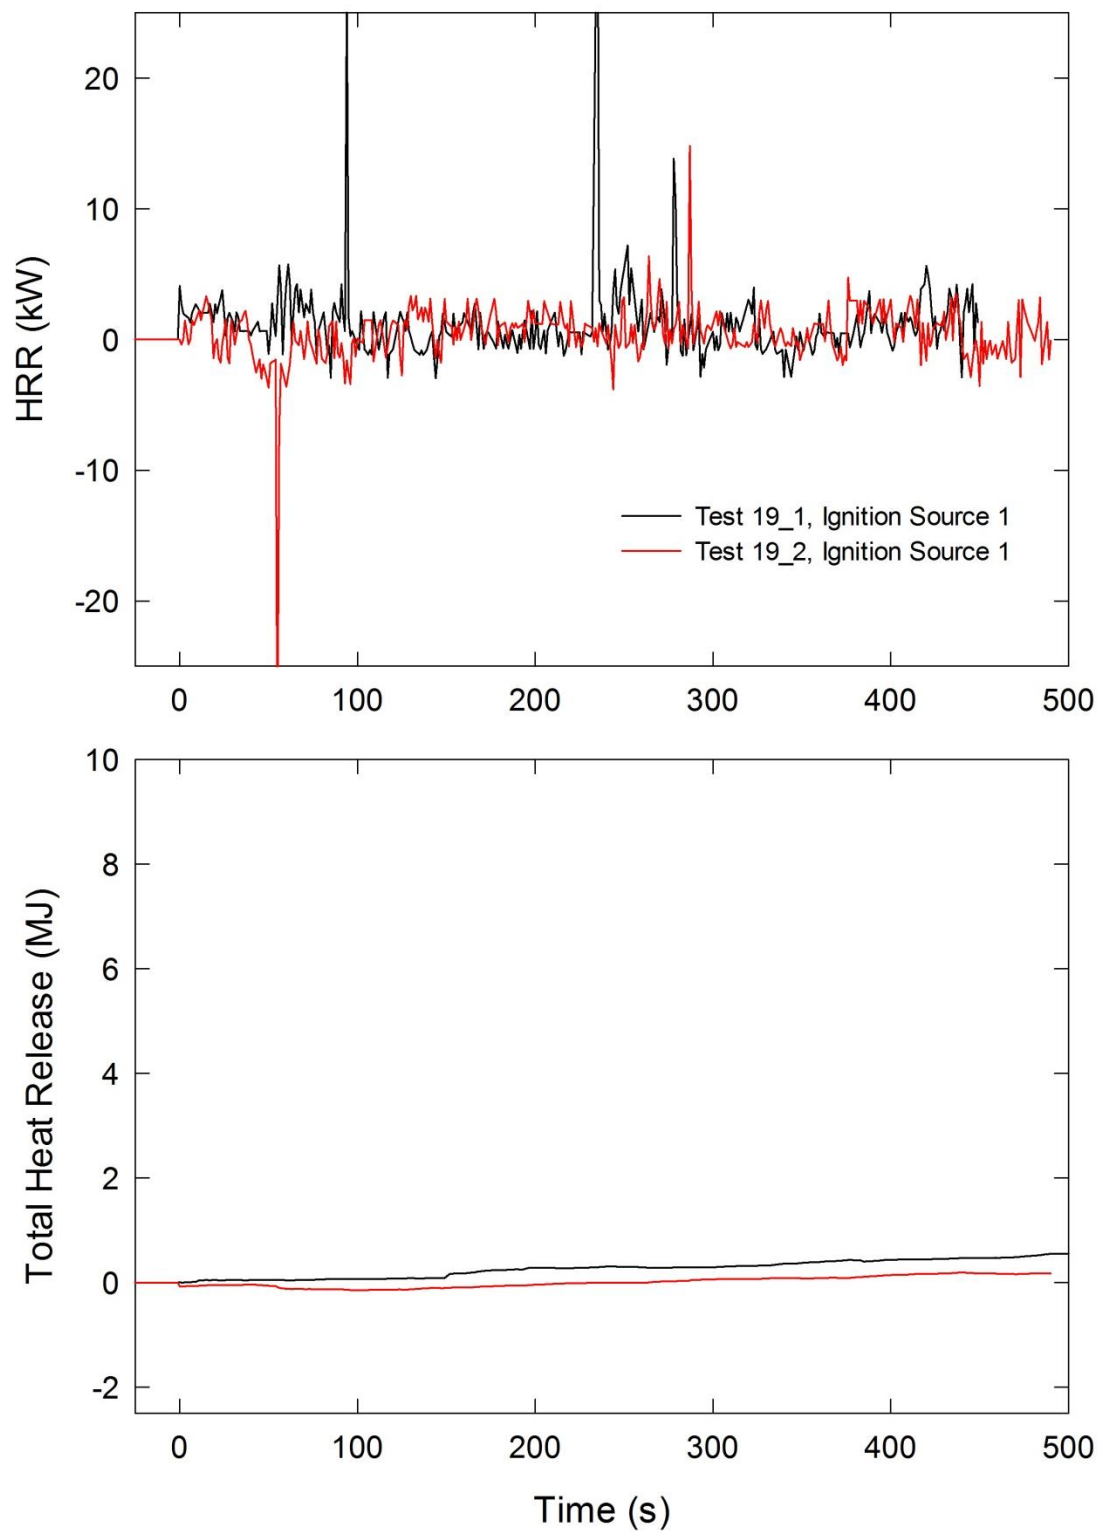 20
10
0
-10
-20
HRR (kW)
Test 19_1, Ignition Source 1
Test 19_2, Ignition Source 1
0 100 200 300 400 500
10
8
6
4
2
0
-2
Total Heat Release (MJ)
0 100 200 300 400 500
Time (s)